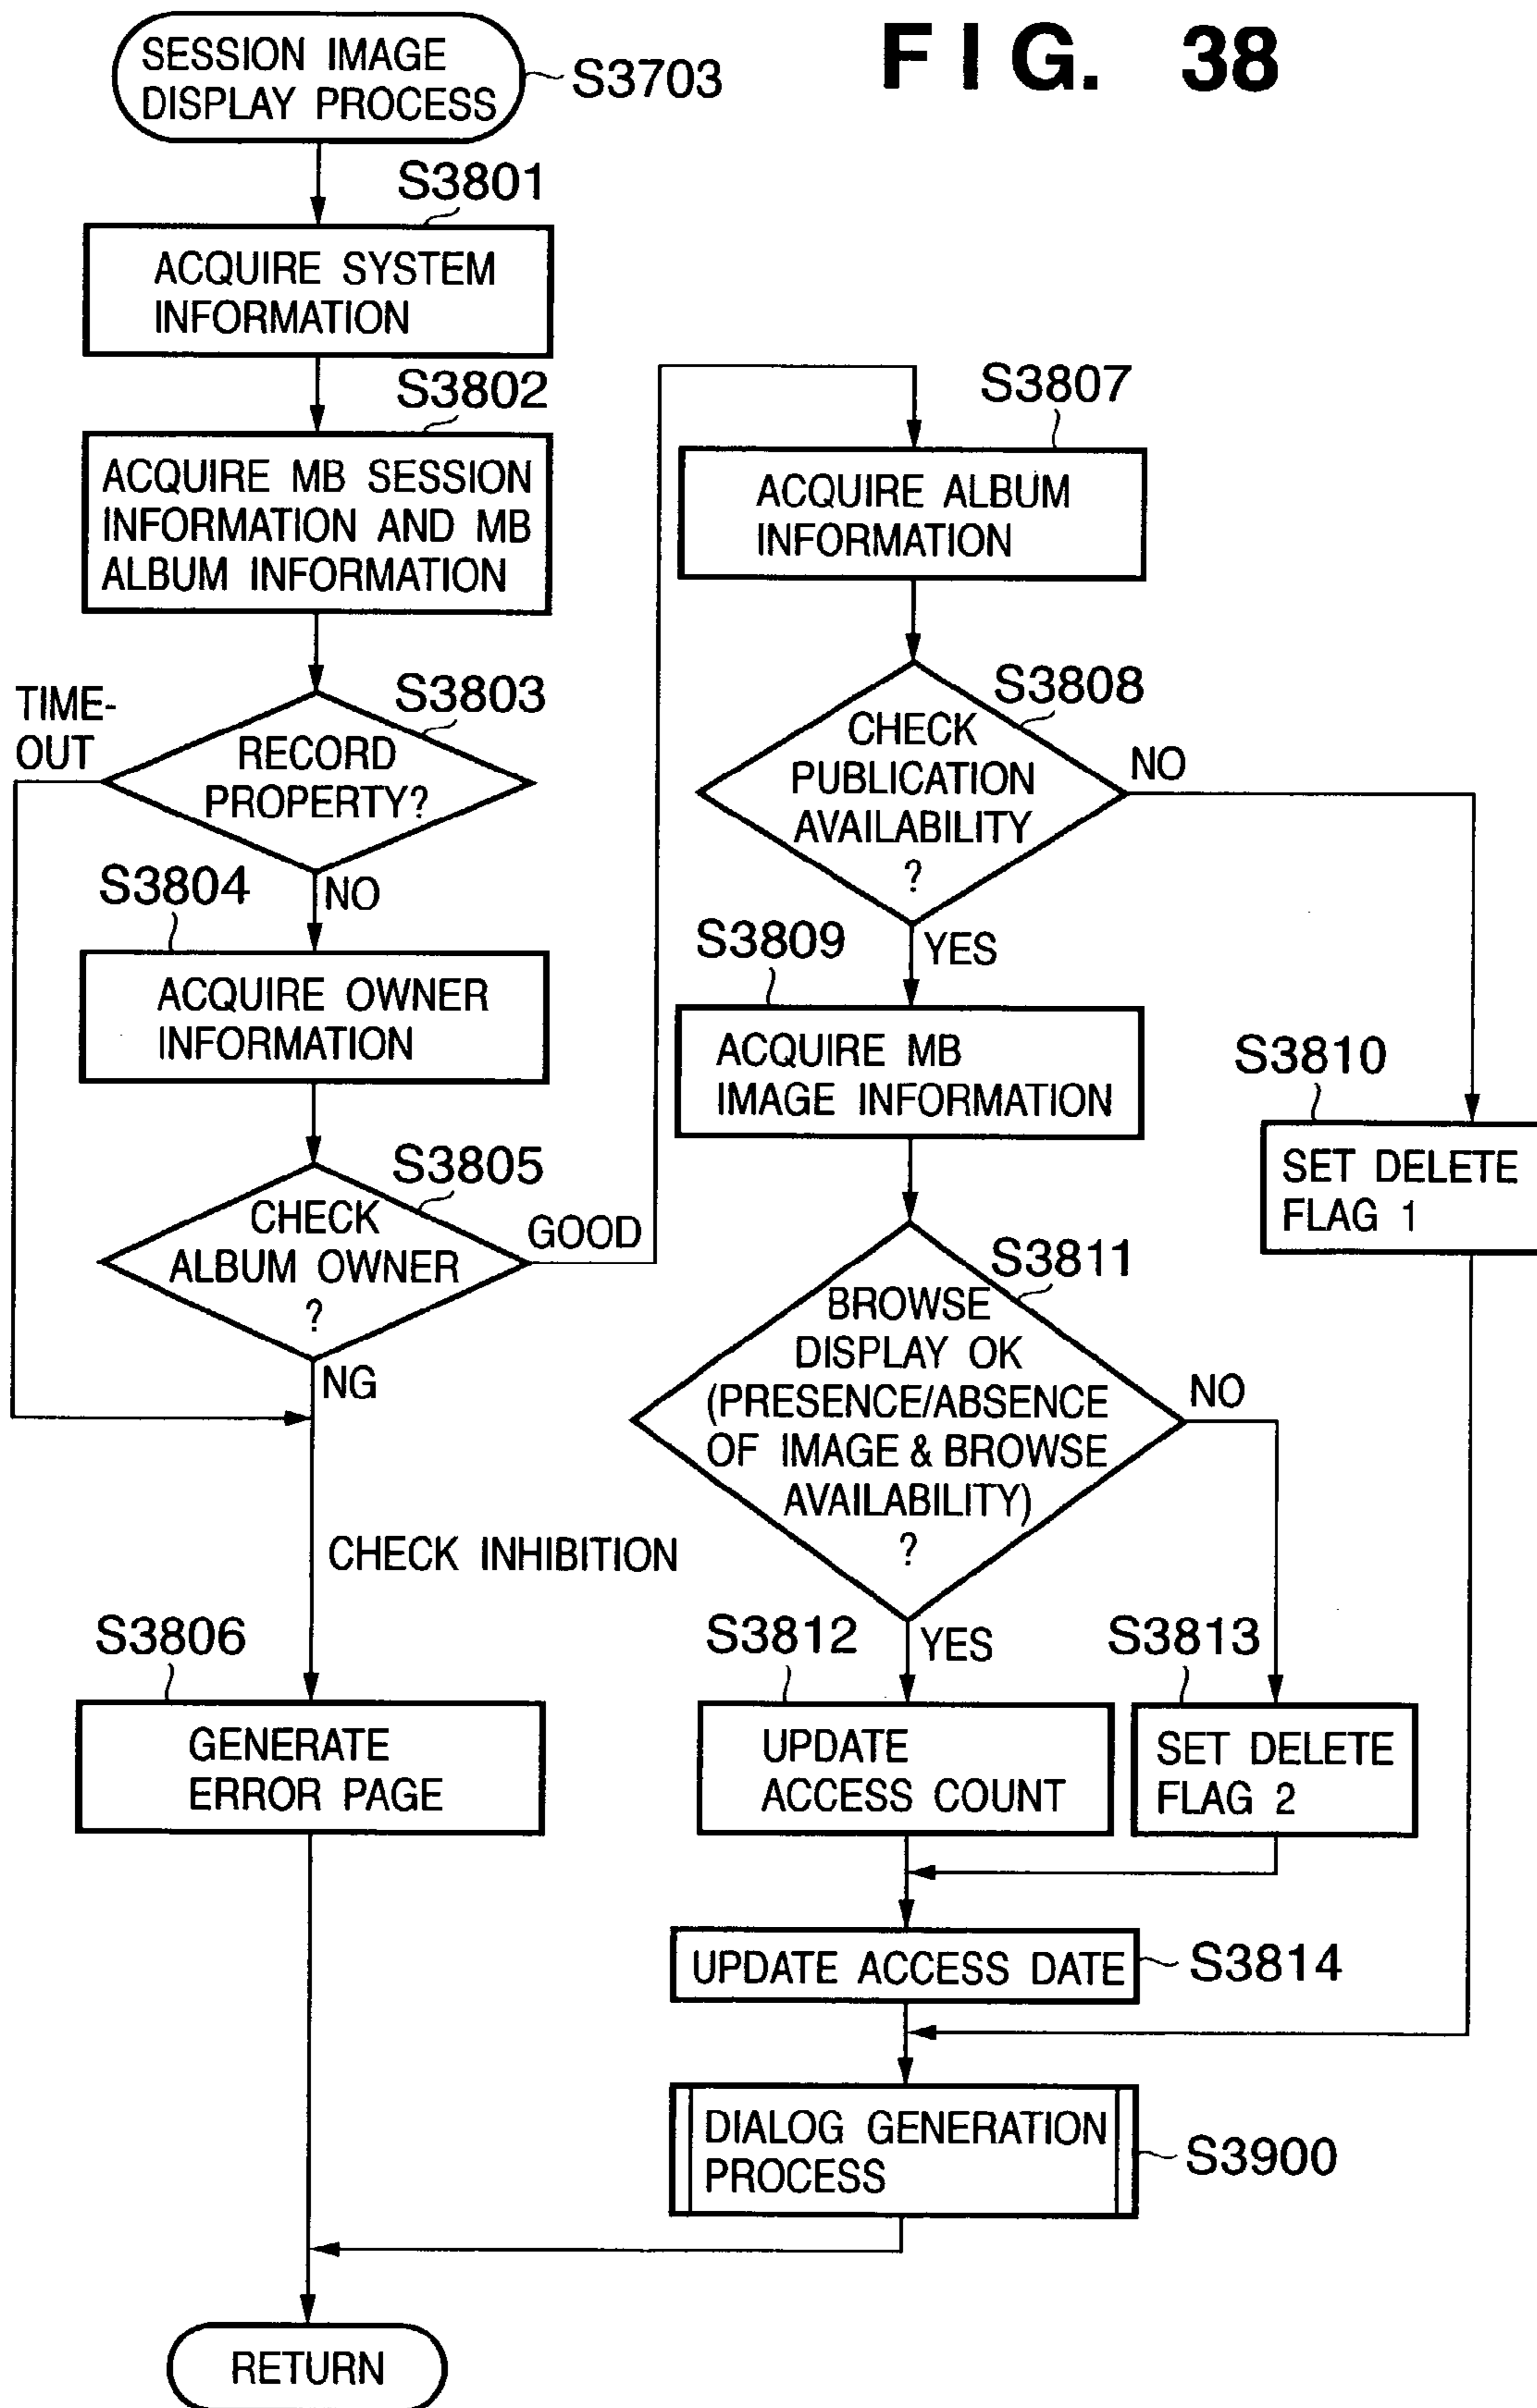 FIG. 38
SESSION IMAGE
DISPLAY PROCESS
S3703
S3801
ACQUIRE SYSTEM
INFORMATION
S3802
ACQUIRE MB SESSION
INFORMATION AND MB
ALBUM INFORMATION
TIME-
OUT
S3803
RECORD
PROPERTY?
NO
S3804
ACQUIRE OWNER
INFORMATION
S3805
CHECK
ALBUM OWNER
?
GOOD
NG
CHECK INHIBITION
S3806
GENERATE
ERROR PAGE
S3807
ACQUIRE ALBUM
INFORMATION
S3808
CHECK
PUBLICATION
AVAILABILITY
?
NO
YES
S3809
ACQUIRE MB
IMAGE INFORMATION
S3810
SET DELETE
FLAG 1
S3811
BROWSE
DISPLAY OK
(PRESENCE/ABSENCE
OF IMAGE & BROWSE
AVAILABILITY)
?
NO
YES
S3812
UPDATE
ACCESS COUNT
S3813
SET DELETE
FLAG 2
UPDATE ACCESS DATE
S3814
DIALOG GENERATION
PROCESS
S3900
RETURN